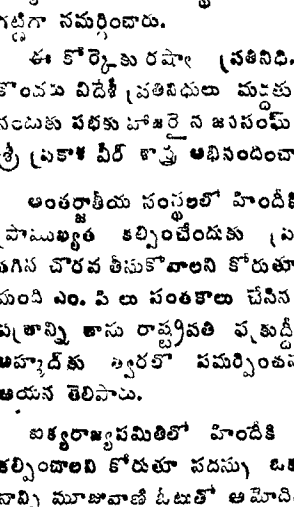 గట్టిగా సమర్థించారు.
ఈ కోర్కెకు రష్యా ప్రతినిధి,
కొందరు విదేశీ ప్రతినిధులు మద్దతు
సభకు హాజరైన జనసంఘ్
శ్రీ ప్రకాశ వీర్ శాస్త్రి అభినందించా
అంతర్జాతీయ సంస్థలలో హిందీకి
ప్రాముఖ్యత కల్పించేందుకు ప్ర
తగిన చొరవ తీసుకోవాలని కోరుతూ
మంది ఎం. పి లు సంతకాలు చేసిన
పత్రాన్ని తాను రాష్ట్రపతి ఫకృద్దీ
అహ్మద్‌కు త్వరలో సమర్పించన
ఆయన తెలిపాడు.
ఐక్యరాజ్యసమితిలో హిందీకి
కల్పించాలని కోరుతూ సదస్సు ఒక
మూజువాణి ఓటుతో ఆమోది